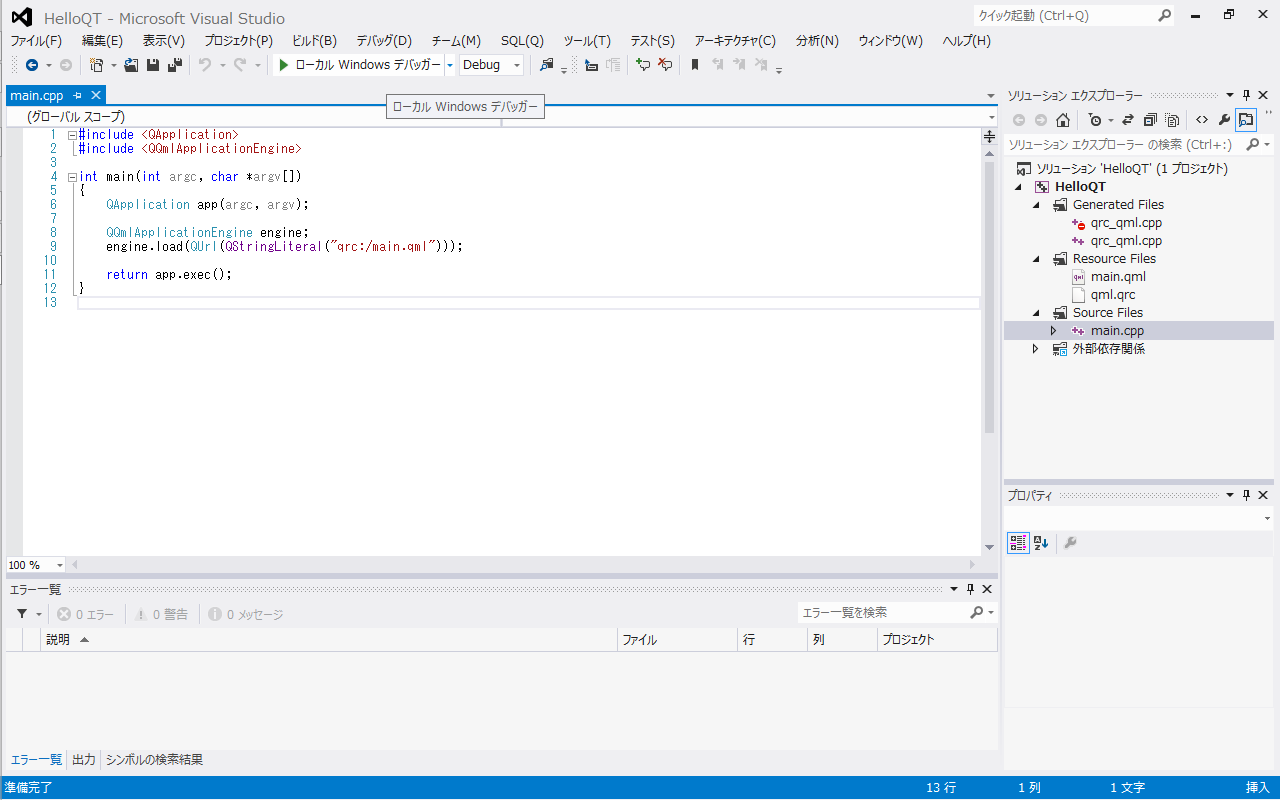 HelloQT - Microsoft Visual Studio
クイック起動 (Ctrl+Q)
ファイル(F) 編集(E) 表示(V) プロジェクト(P) ビルド(B) デバッグ(D) チーム(M) SQL(Q) ツール(T) テスト(S) アーキテクチャ(C) 分析(N) ウィンドウ(W) ヘルプ(H)
ローカル Windows デバッガー Debug
main.cpp
ローカル Windows デバッガー
(グローバル スコープ)
1 #include <QApplication>
2 #include <QQmlApplicationEngine>
3
4 int main(int argc, char *argv[])
5 {
6 QApplication app(argc, argv);
7
8 QQmlApplicationEngine engine;
9 engine.load(QUrl(QStringLiteral("qrc:/main.qml")));
10
11 return app.exec();
12 }
13
100 %
ソリューション エクスプローラー
ソリューション エクスプローラー の検索 (Ctrl+:)
ソリューション 'HelloQT' (1 プロジェクト)
HelloQT
Generated Files
qrc_qml.cpp
qrc_qml.cpp
Resource Files
main.qml
qml.qrc
Source Files
main.cpp
外部依存関係
プロパティ
エラー一覧
0 エラー 0 警告 0 メッセージ
エラー一覧を検索
説明 ファイル 行 列 プロジェクト
エラー一覧 出力 シンボルの検索結果
準備完了 13 行 1 列 1 文字 挿入